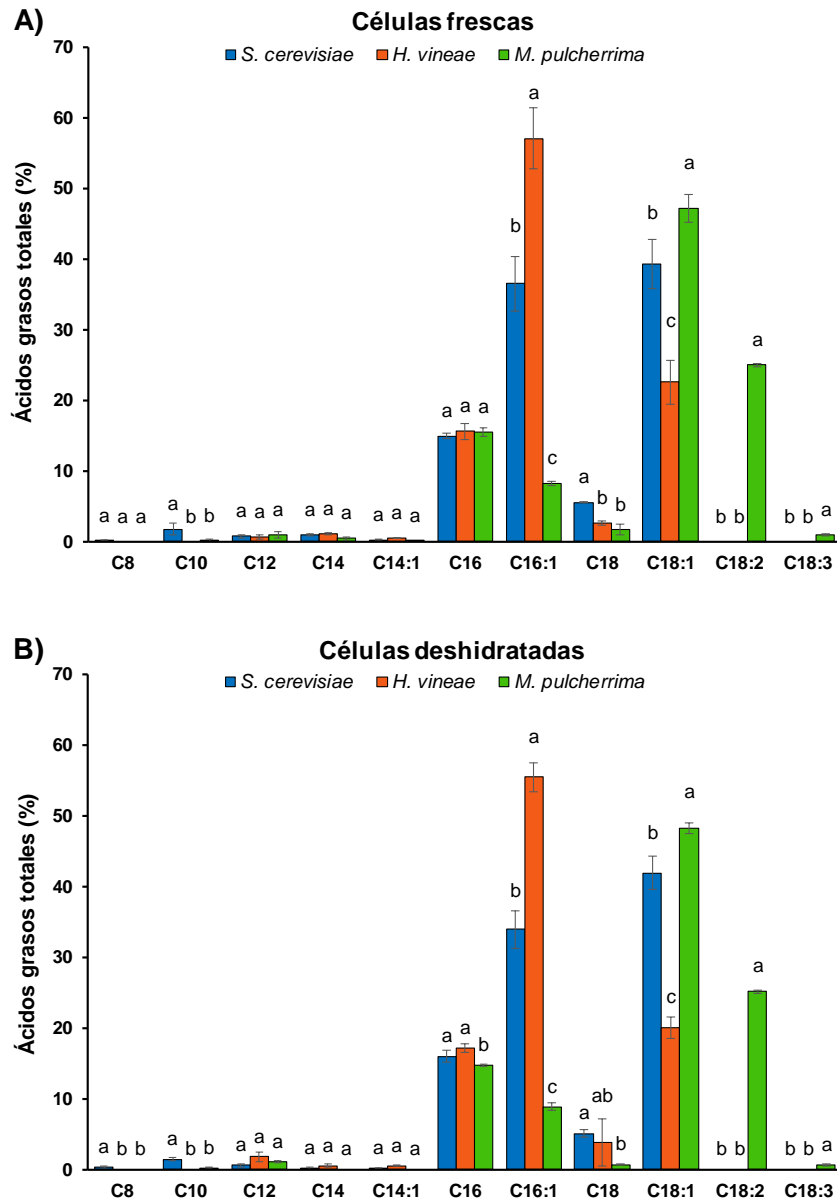 A)
Células frescas
S. cerevisiae H. vineae M. pulcherrima
Ácidos grasos totales (%)
70
60
50
40
30
20
10
0
a a a a b b a a a a a a a a a a a a b a c a b b b c a b b a b b a
C8 C10 C12 C14 C14:1 C16 C16:1 C18 C18:1 C18:2 C18:3
B)
Células deshidratadas
S. cerevisiae H. vineae M. pulcherrima
Ácidos grasos totales (%)
70
60
50
40
30
20
10
0
a b b a b b a a a a a a a a a a a b b a c a ab b b c a b b a b b a
C8 C10 C12 C14 C14:1 C16 C16:1 C18 C18:1 C18:2 C18:3